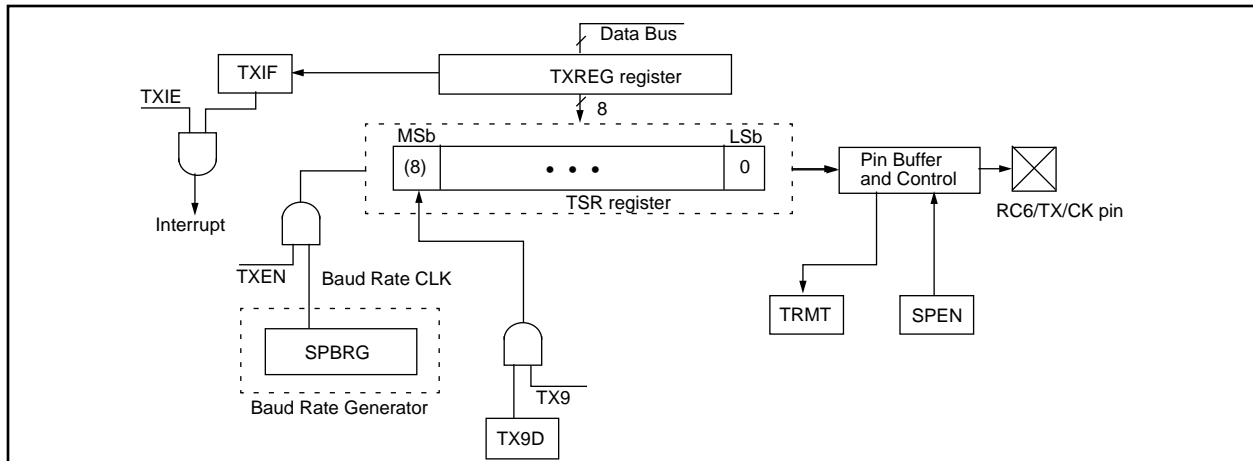 Data Bus
TXIF
TXREG register
TXIE
8
MSb
LSb
(8)
• • •
0
Pin Buffer
and Control
TSR register
Interrupt
RC6/TX/CK pin
TXEN
Baud Rate CLK
TRMT
SPEN
SPBRG
TX9
Baud Rate Generator
TX9D